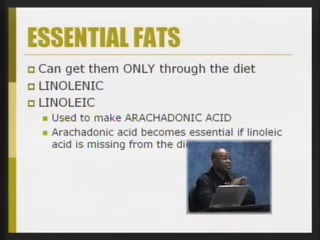 ESSENTIAL FATS
Can get them ONLY through the diet
LINOLENIC
LINOLEIC
Used to make ARACHADONIC ACID
Arachadonic acid becomes essential if linoleic
acid is missing from the